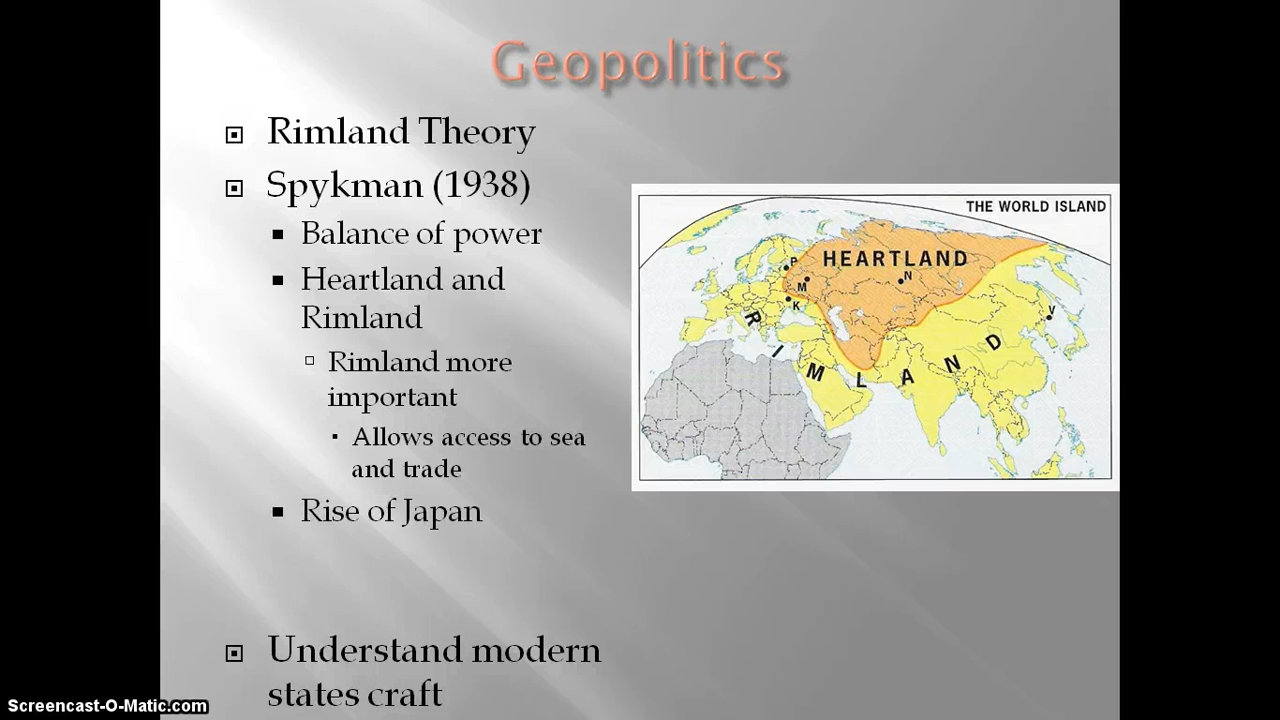 Geopolitics
Rimland Theory
Spykman (1938)
Balance of power
Heartland and
Rimland
Rimland more
important
Allows access to sea
and trade
Rise of Japan
Understand modern
states craft
THE WORLD ISLAND
HEARTLAND
P
M
N
K
V
RIMLAND
Screencast-O-Matic.com